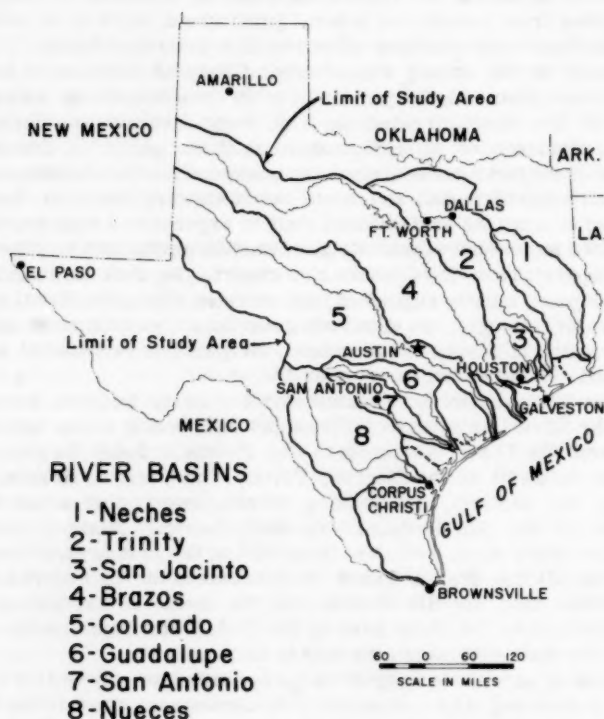 AMARILLO
Limit of Study Area
NEW MEXICO
OKLAHOMA
ARK.
DALLAS
FT. WORTH
LA.
1
2
EL PASO
4
5
3
Limit of Study Area
AUSTIN
HOUSTON
6
SAN ANTONIO
7
GALVESTON
MEXICO
8
RIVER BASINS
CORPUS
CHRISTI
GULF OF MEXICO
1-Neches
2-Trinity
3-San Jacinto
4-Brazos
5-Colorado
6-Guadalupe
7-San Antonio
8-Nueces
BROWNSVILLE
60 0 60 120
SCALE IN MILES